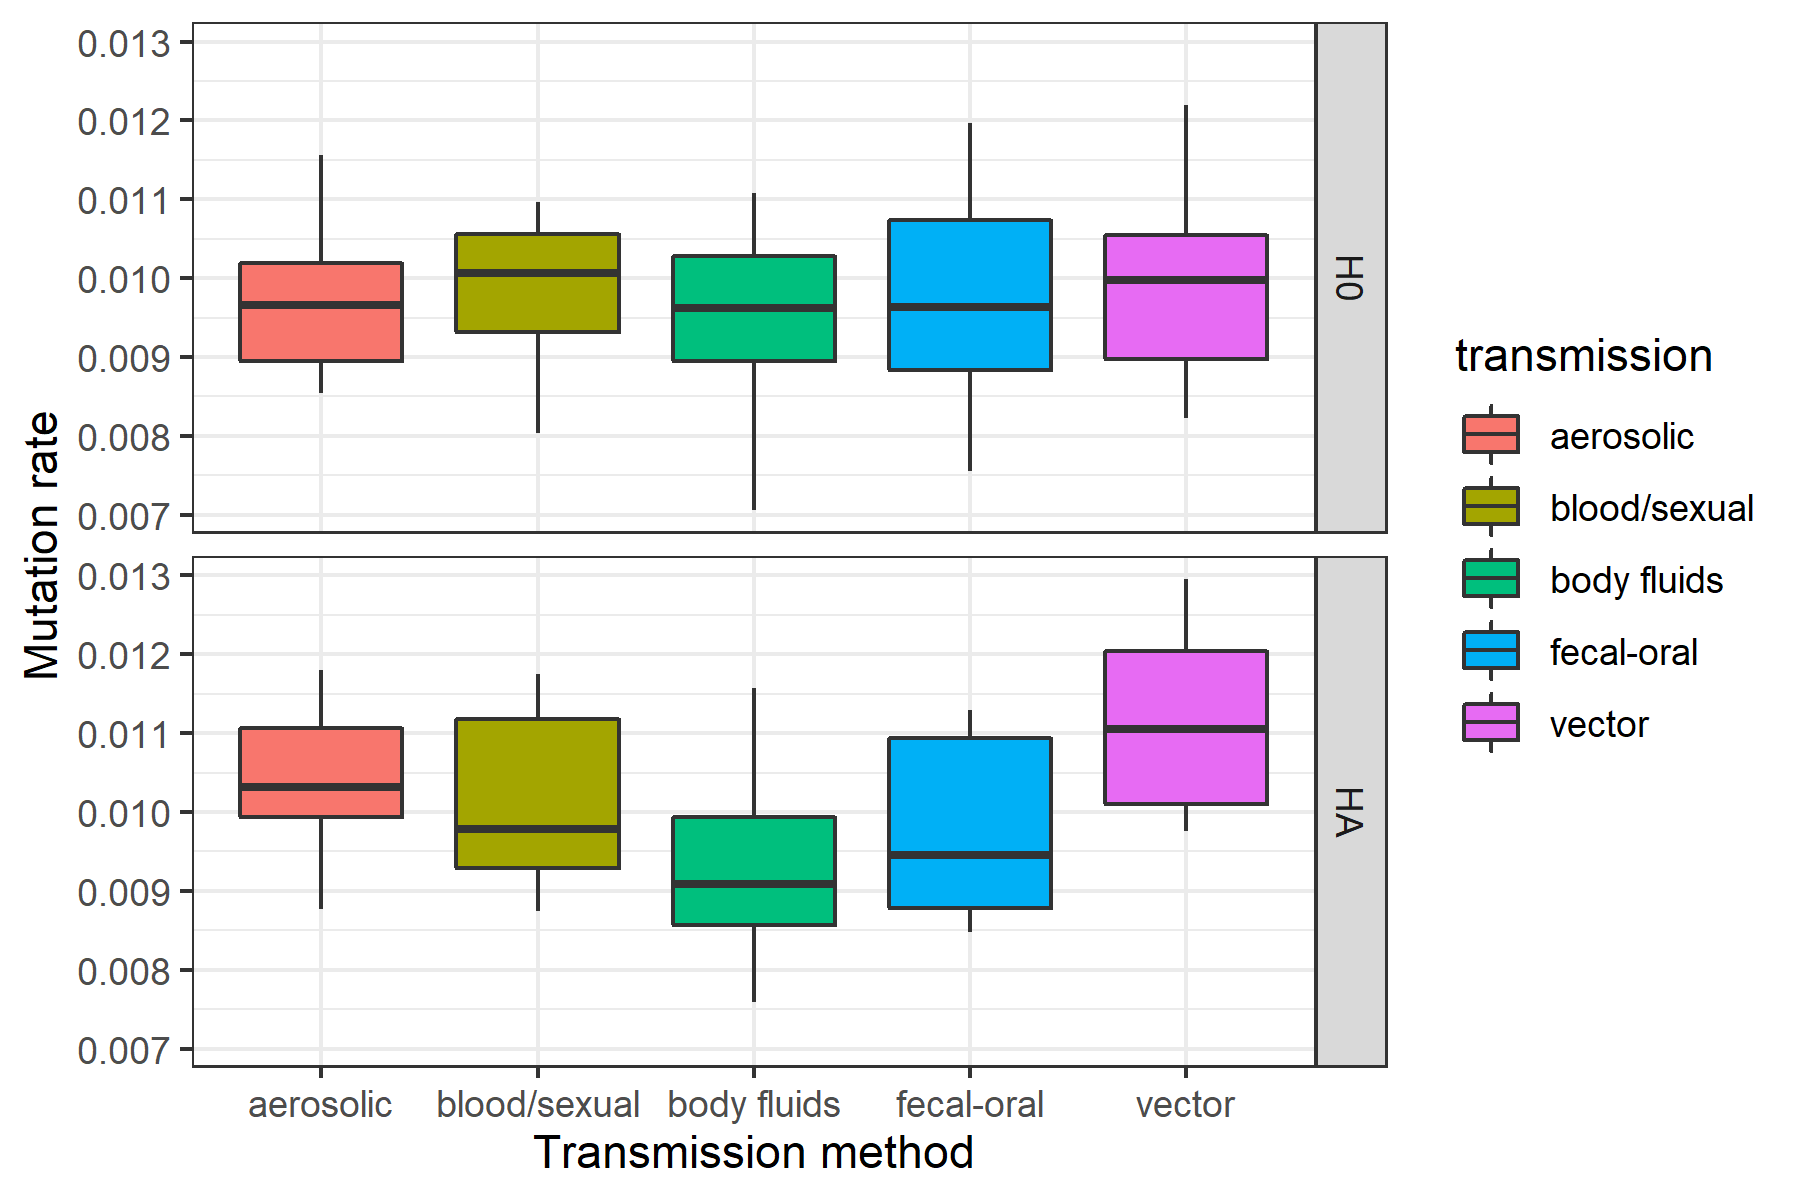 Mutation rate
0.013
0.012
0.011
0.010
0.009
0.008
0.007
H0
0.013
0.012
0.011
0.010
0.009
0.008
0.007
HA
aerosolic
blood/sexual
body fluids
fecal-oral
vector
Transmission method
transmission
aerosolic
blood/sexual
body fluids
fecal-oral
vector